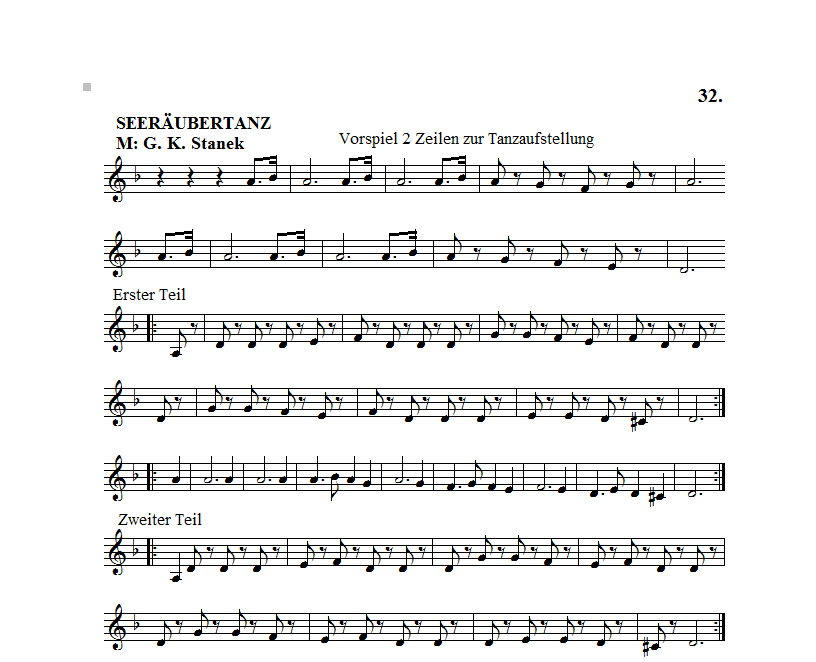 32.
SEERÄUBERTANZ
M: G. K. Stanek
Vorspiel 2 Zeilen zur Tanzaufstellung
Erster Teil
Zweiter Teil